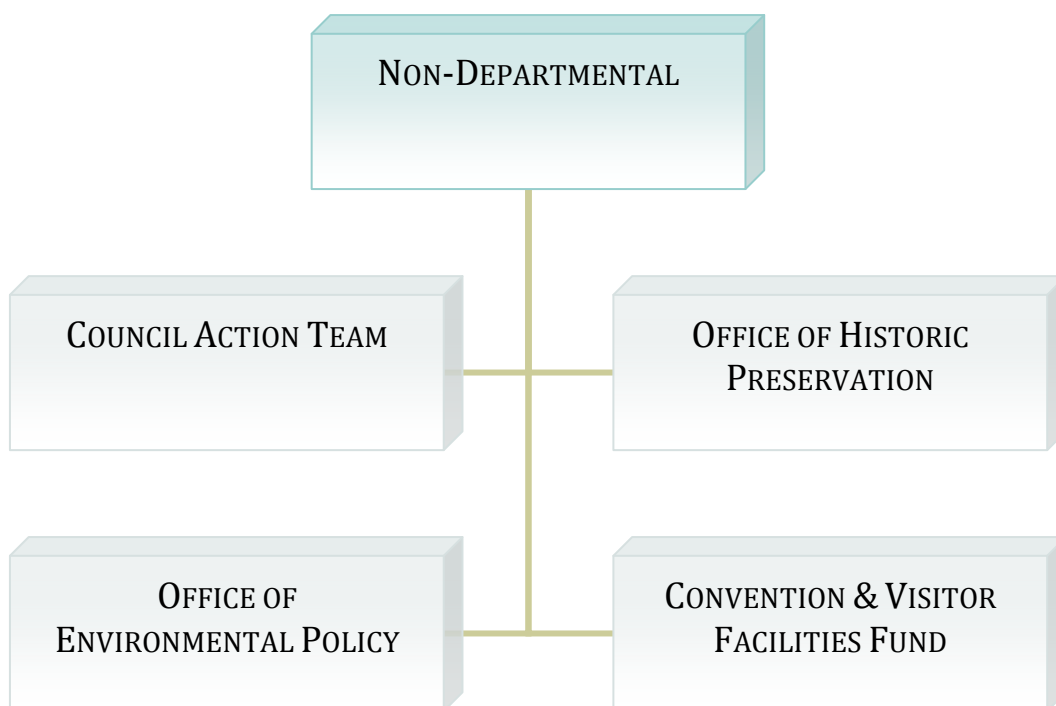 NON-DEPARTMENTAL
COUNCIL ACTION TEAM
OFFICE OF HISTORIC
PRESERVATION
OFFICE OF
ENVIRONMENTAL POLICY
CONVENTION & VISITOR
FACILITIES FUND